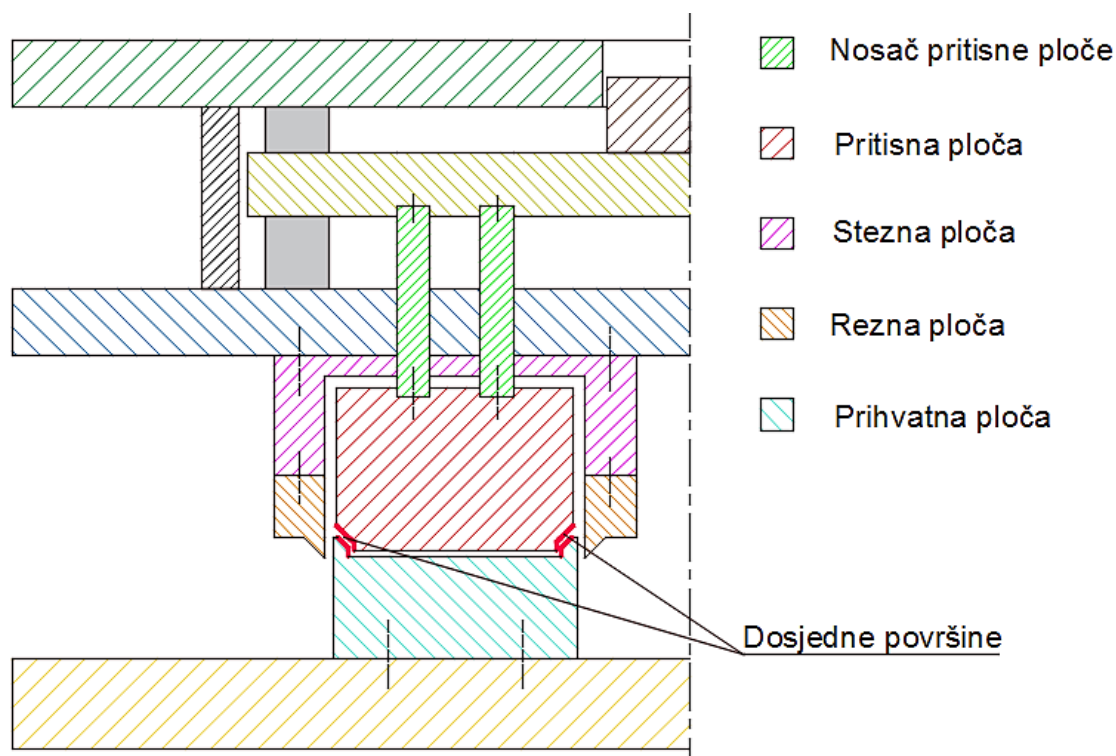 Nosač pritisne ploče
Pritisna ploča
Stezna ploča
Rezna ploča
Prihvatna ploča
Dosjedne površine